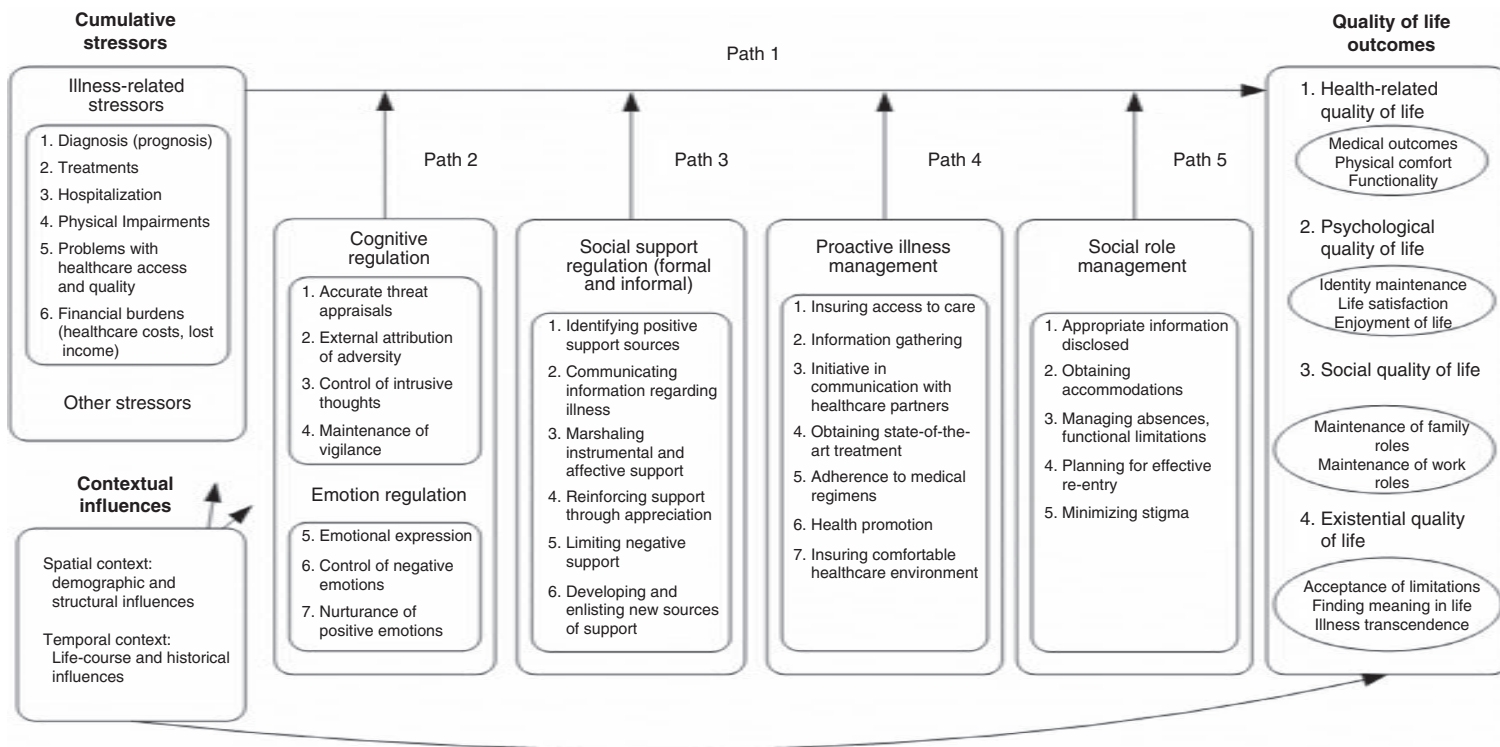 Cumulative
stressors
Illness-related
stressors
1. Diagnosis (prognosis)
2. Treatments
3. Hospitalization
4. Physical Impairments
5. Problems with
healthcare access
and quality
6. Financial burdens
(healthcare costs, lost
income)
Other stressors
Contextual
influences
Spatial context:
demographic and
structural influences
Temporal context:
Life-course and historical
influences
Path 1
Path 2
Cognitive
regulation
1. Accurate threat
appraisals
2. External attribution
of adversity
3. Control of intrusive
thoughts
4. Maintenance of
vigilance
Emotion regulation
5. Emotional expression
6. Control of negative
emotions
7. Nurturance of
positive emotions
Path 3
Social support
regulation (formal
and informal)
1. Identifying positive
support sources
2. Communicating
information regarding
illness
3. Marshaling
instrumental and
affective support
4. Reinforcing support
through appreciation
5. Limiting negative
support
6. Developing and
enlisting new sources
of support
Path 4
Proactive illness
management
1. Insuring access to care
2. Information gathering
3. Initiative in
communication with
healthcare partners
4. Obtaining state-of-the-
art treatment
5. Adherence to medical
regimens
6. Health promotion
7. Insuring comfortable
healthcare environment
Path 5
Social role
management
1. Appropriate information
disclosed
2. Obtaining
accommodations
3. Managing absences,
functional limitations
4. Planning for effective
re-entry
5. Minimizing stigma
Quality of life
outcomes
1. Health-related
quality of life
Medical outcomes
Physical comfort
Functionality
2. Psychological
quality of life
Identity maintenance
Life satisfaction
Enjoyment of life
3. Social quality of life
Maintenance of family
roles
Maintenance of work
roles
4. Existential quality
of life
Acceptance of limitations
Finding meaning in life
Illness transcendence